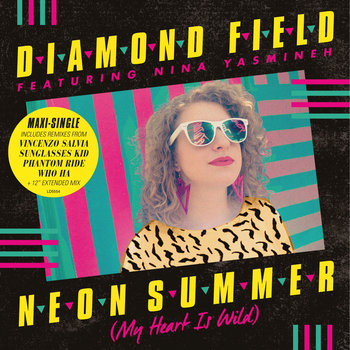 DIAMOND FIELD
FEATURING NINA YASMINEH
MAXI-SINGLE
INCLUDES REMIXES FROM
VINCENZO SALVIA
SUNGLASSES KID
PHANTOM RIDE
WHO HA
+ 12" EXTENDED MIX
NEON SUMMER
(My Heart Is Wild)